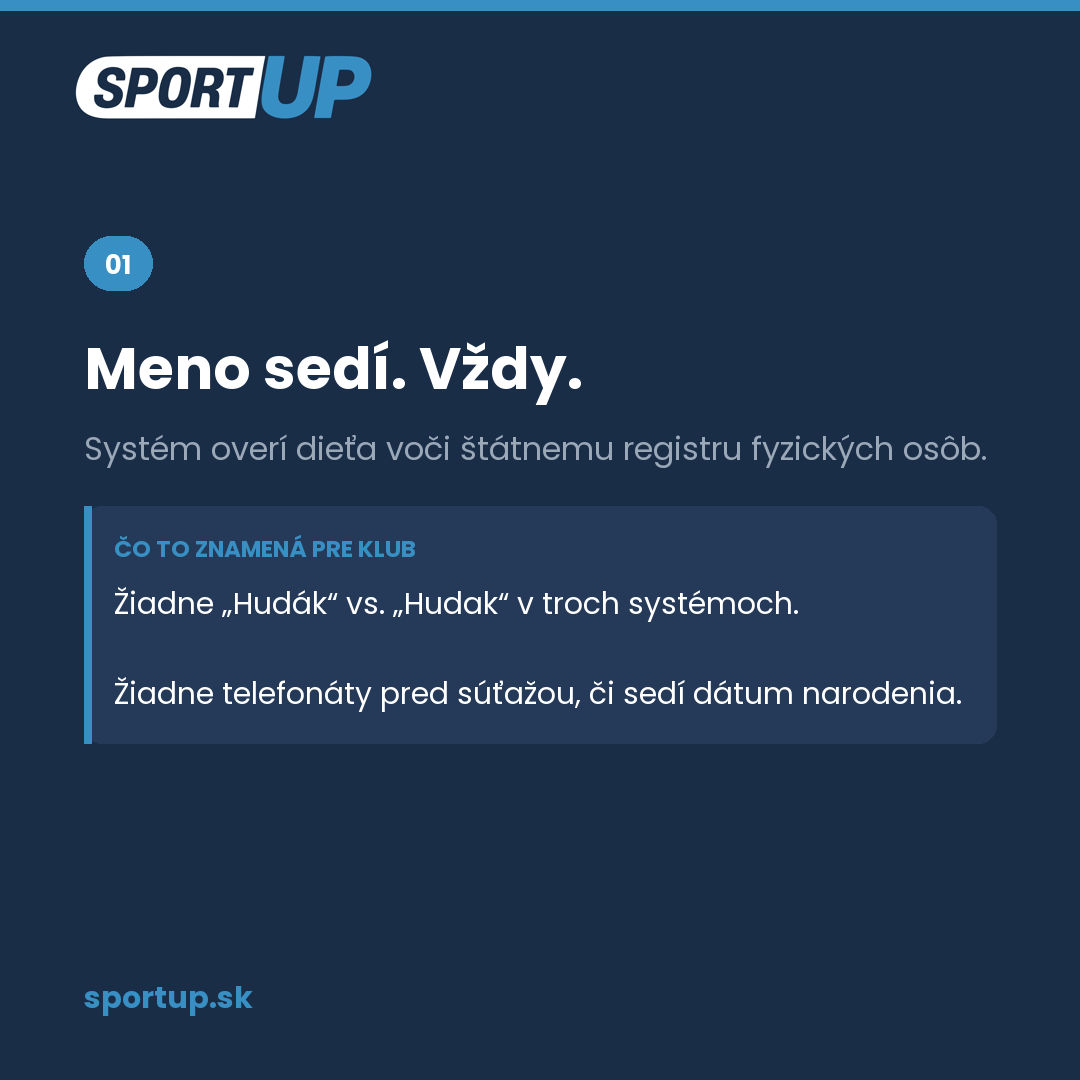 SPORTUP
01
Meno sedí. Vždy.
Systém overí dieťa voči štátnemu registru fyzických osôb.
ČO TO ZNAMENÁ PRE KLUB
Žiadne „Hudák“ vs. „Hudak“ v troch systémoch.
Žiadne telefonáty pred súťažou, či sedí dátum narodenia.
sportup.sk